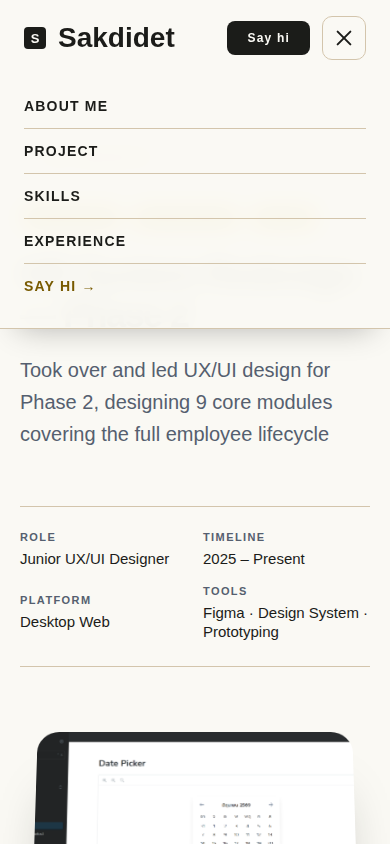 S Sakdidet Say hi
ABOUT ME
PROJECT
SKILLS
EXPERIENCE
SAY HI →
Took over and led UX/UI design for
Phase 2, designing 9 core modules
covering the full employee lifecycle
ROLE
Junior UX/UI Designer
TIMELINE
2025 – Present
PLATFORM
Desktop Web
TOOLS
Figma · Design System ·
Prototyping
Date Picker